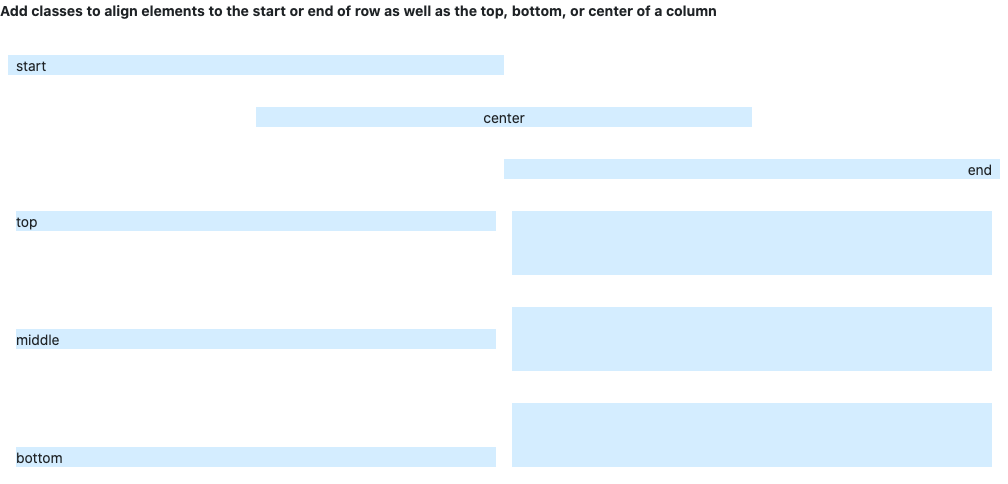 Add classes to align elements to the start or end of row as well as the top, bottom, or center of a column
start
center
end
top
middle
bottom